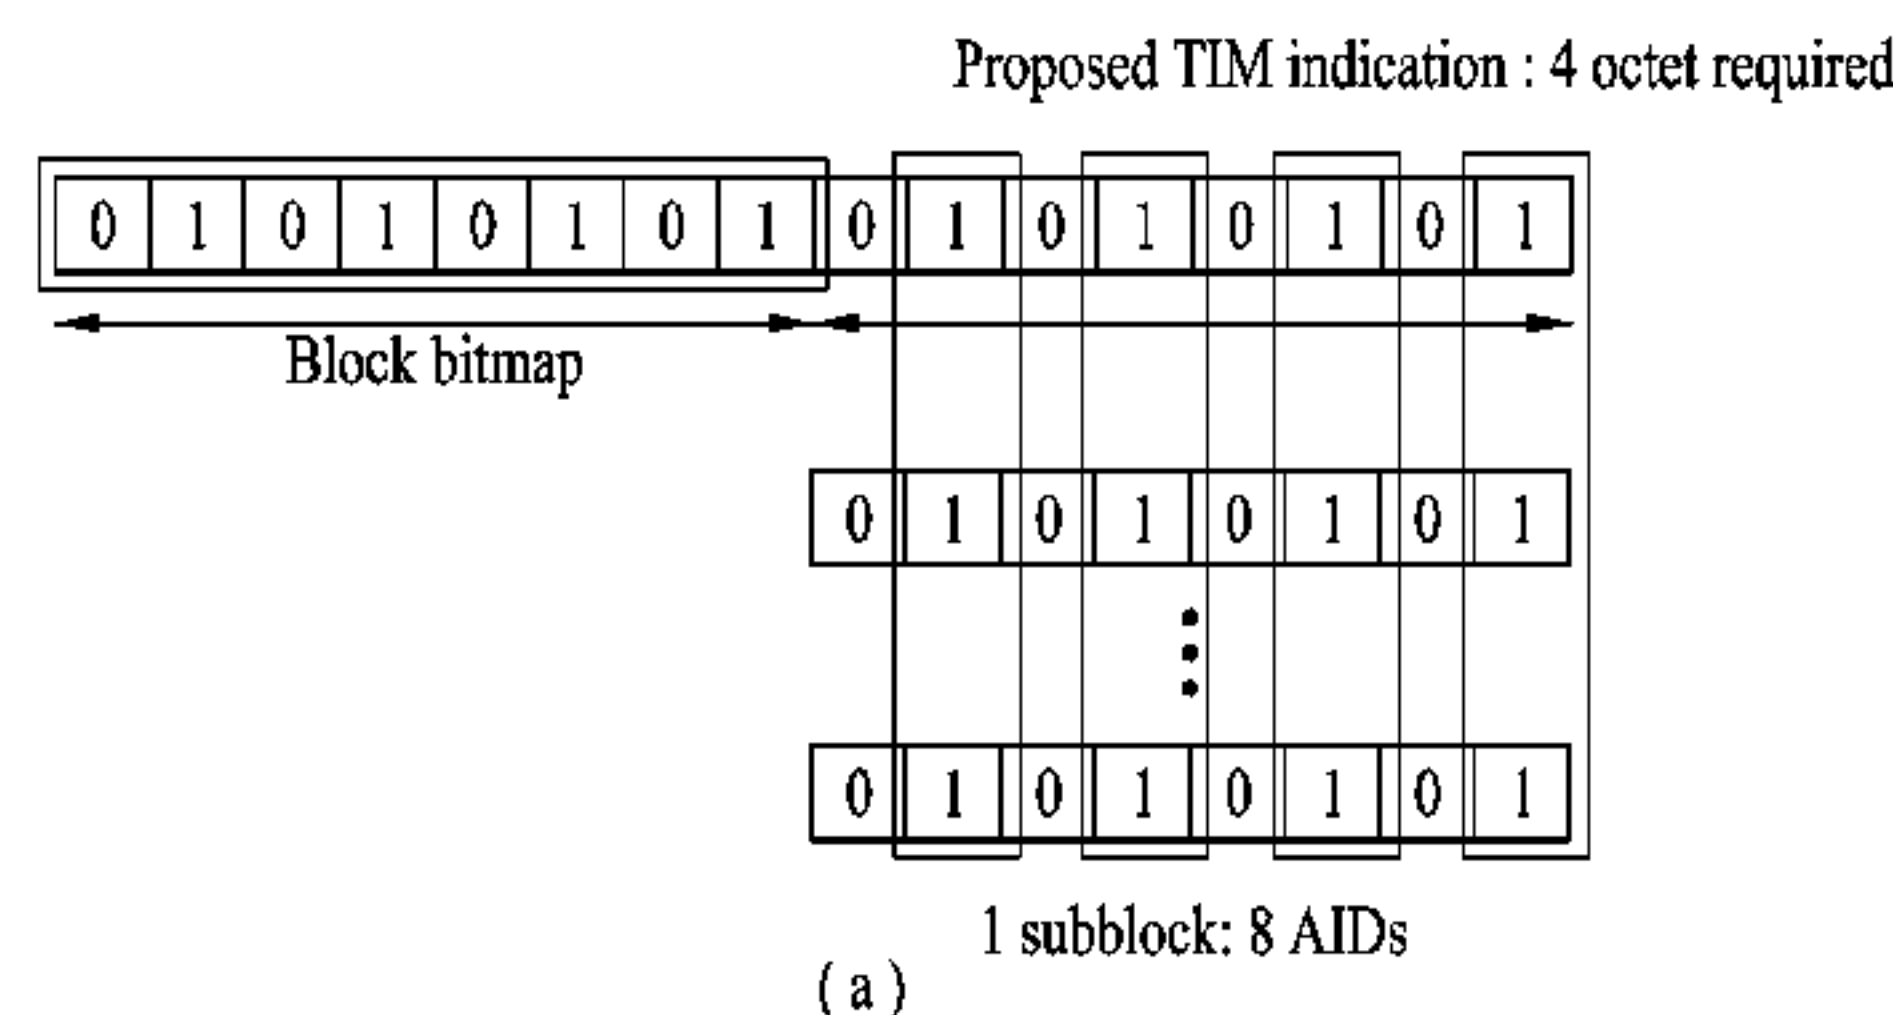 Proposed TIM indication : 4 octet required
0 1 0 1 0 1 0 1 0 1 0 1 0 1 0 1
Block bitmap
0 1 0 1 0 1 0 1
0 1 0 1 0 1 0 1
1 subblock: 8 AIDs
( a )